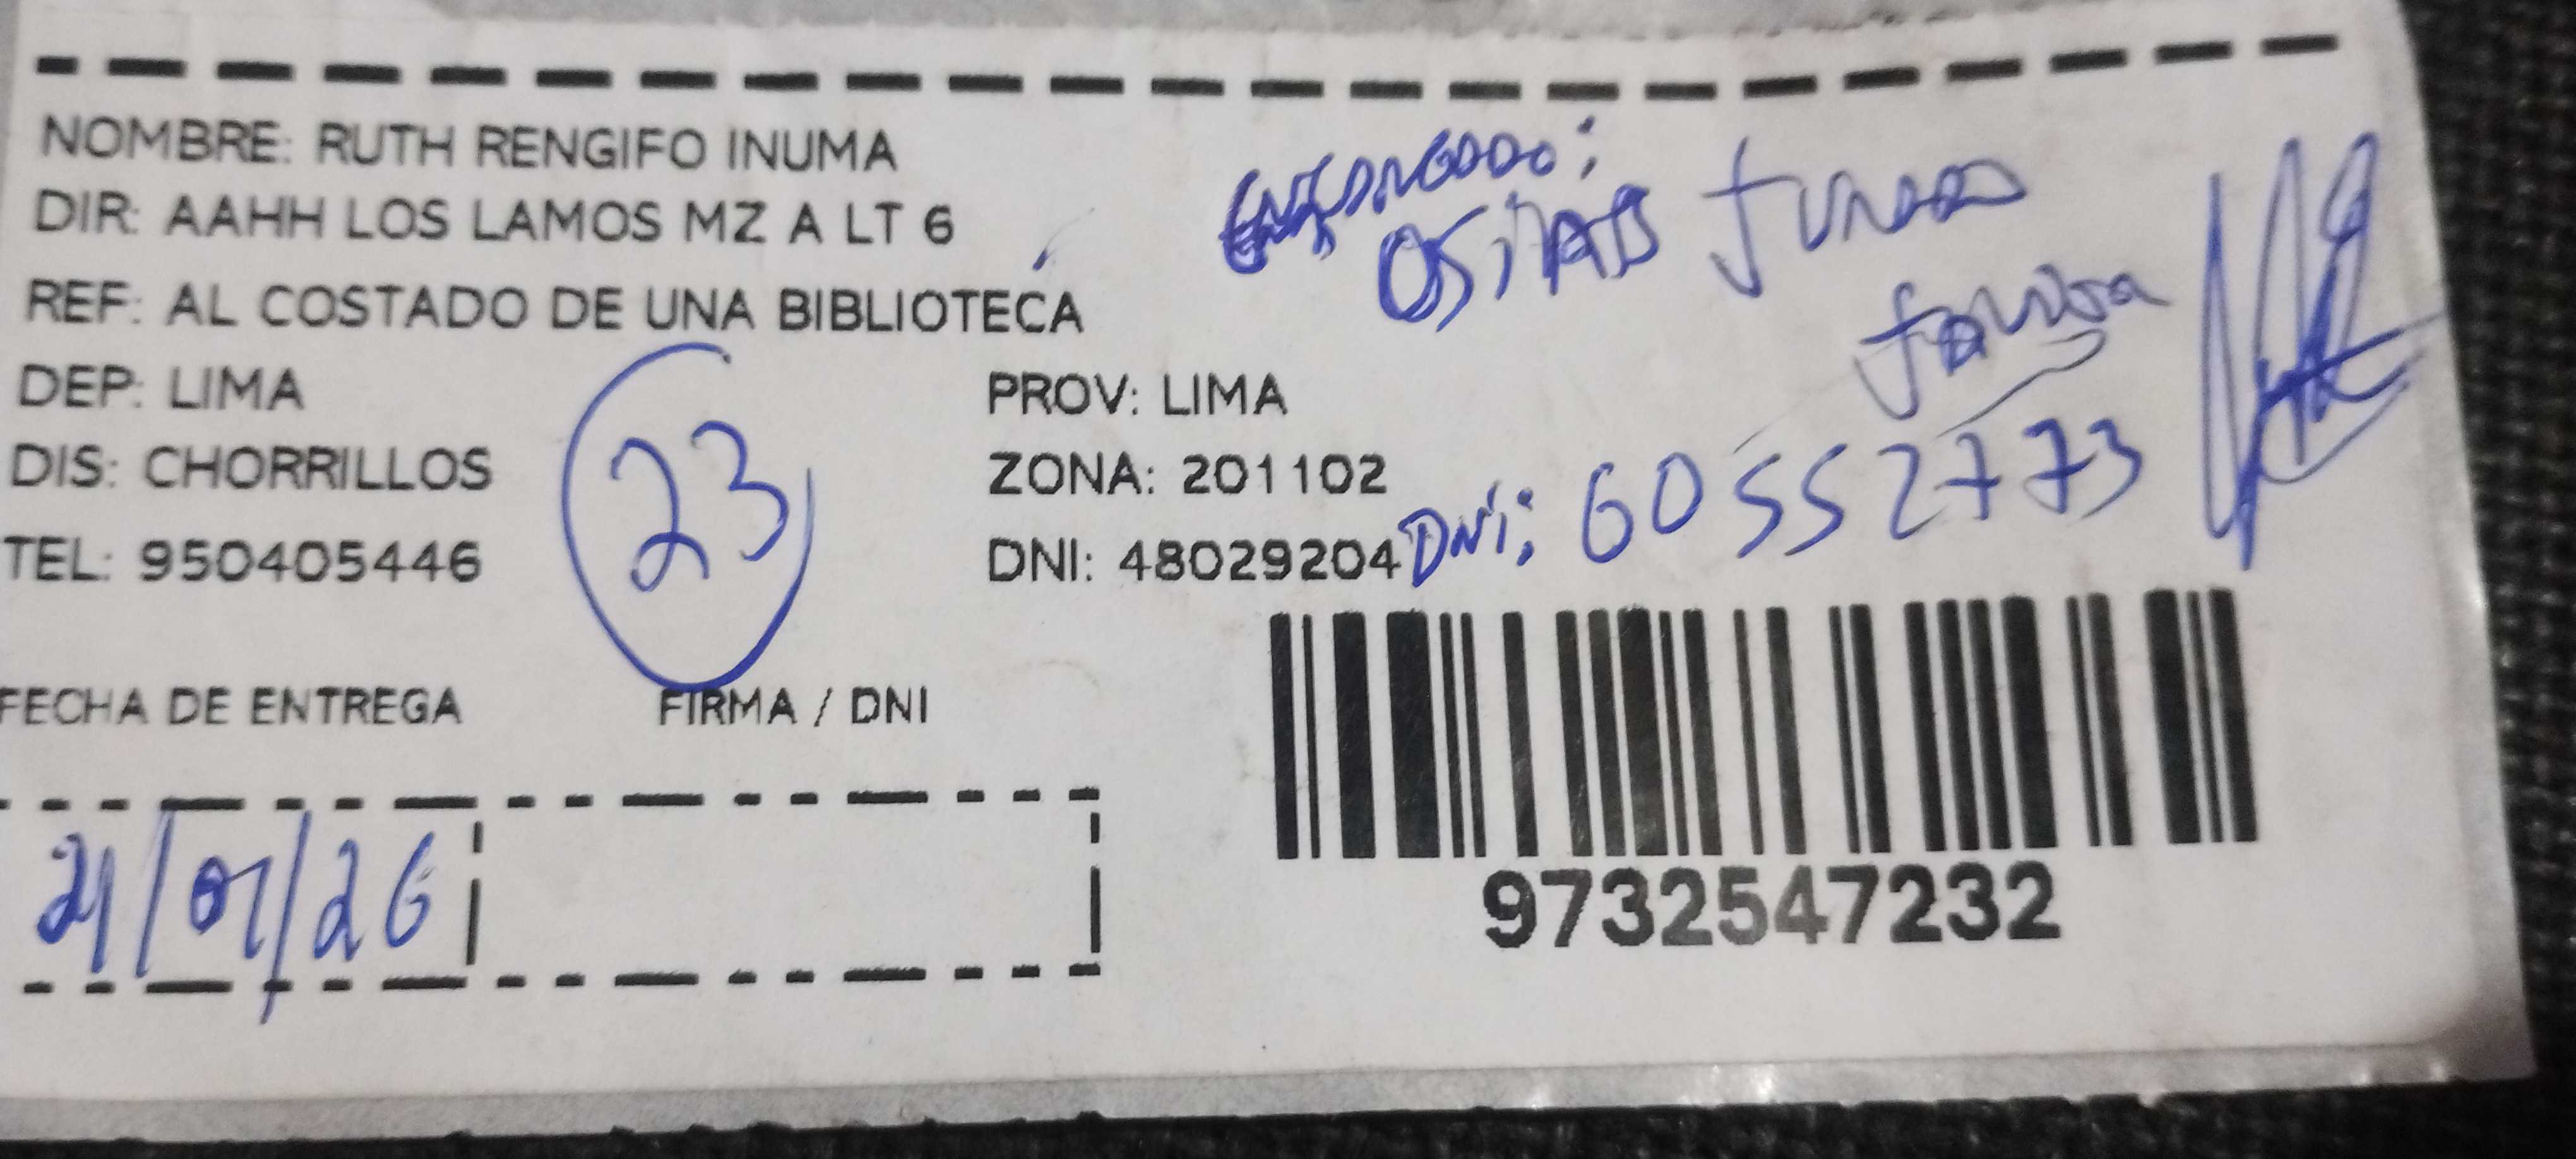 NOMBRE: RUTH RENGIFO INUMA
DIR: AAHH LOS LAMOS MZ A LT 6
REF: AL COSTADO DE UNA BIBLIOTECA
DEP: LIMA
PROV: LIMA
DIS: CHORRILLOS
ZONA: 201102
TEL: 950405446
DNI: 48029204
23
DNI: 60552773
FECHA DE ENTREGA
FIRMA / DNI
21/01/26
9732547232